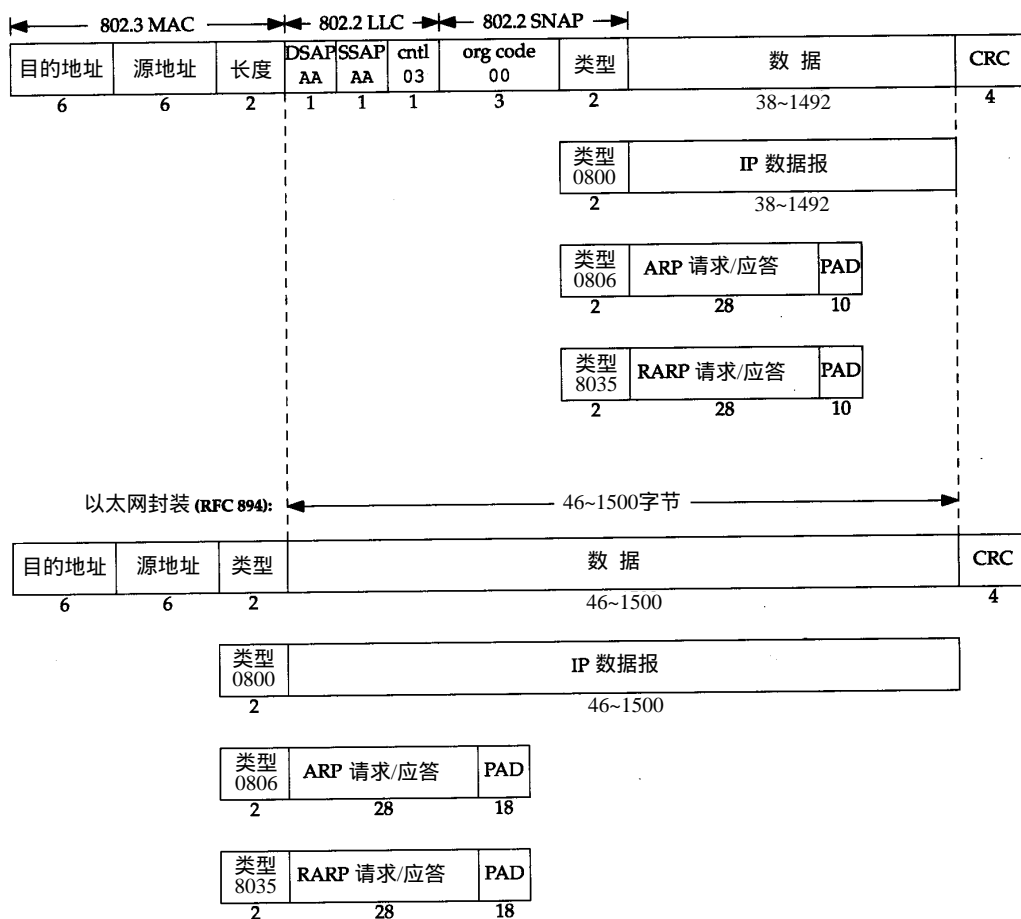 802.3 MAC 802.2 LLC 802.2 SNAP
目的地址 源地址 长度 DSAP AA SSAP AA cntl 03 org code 00 类型 数 据 CRC
6 6 2 1 1 1 3 2 38~1492 4
类型 0800 IP 数据报
2 38~1492
类型 0806 ARP 请求/应答 PAD
2 28 10
类型 8035 RARP 请求/应答 PAD
2 28 10
以太网封装 (RFC 894): 46~1500字节
目的地址 源地址 类型 数 据 CRC
6 6 2 46~1500 4
类型 0800 IP 数据报
2 46~1500
类型 0806 ARP 请求/应答 PAD
2 28 18
类型 8035 RARP 请求/应答 PAD
2 28 18